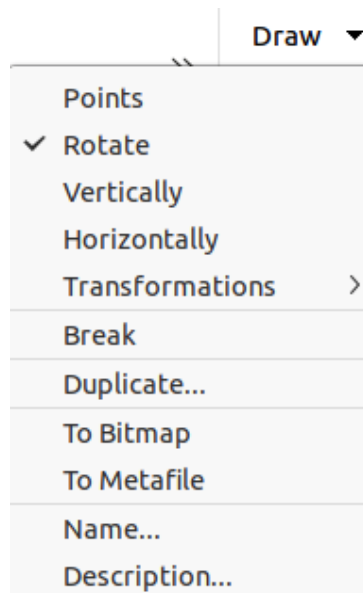 Draw
Points
Rotate
Vertically
Horizontally
Transformations
Break
Duplicate...
To Bitmap
To Metafile
Name...
Description...